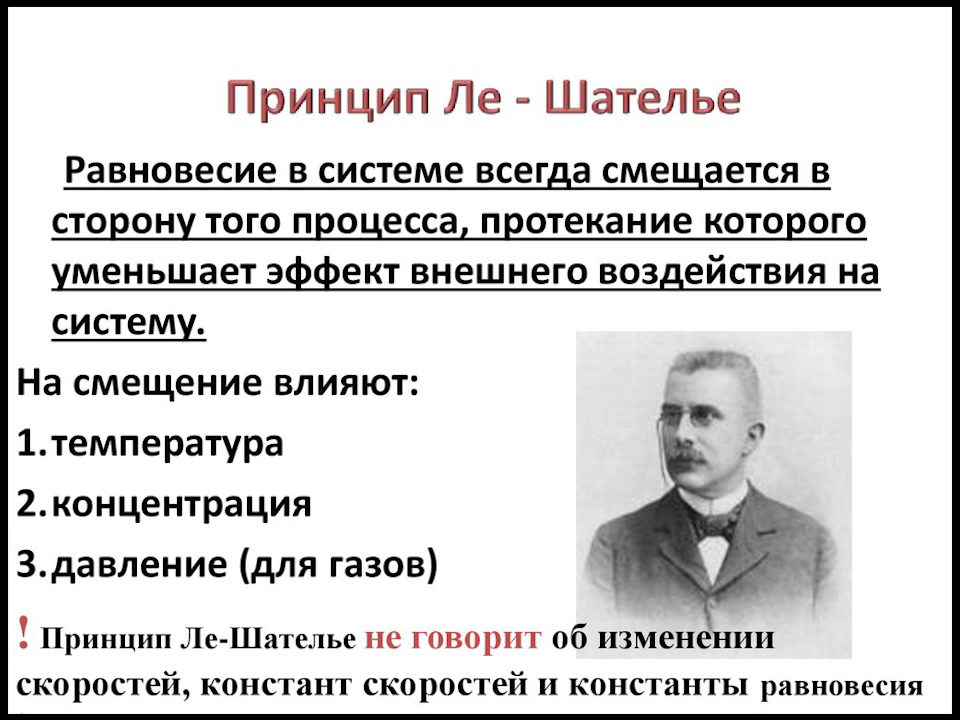 Принцип Ле - Шателье
Равновесие в системе всегда смещается в
сторону того процесса, протекание которого
уменьшает эффект внешнего воздействия на
систему.
На смещение влияют:
1. температура
2. концентрация
3. давление (для газов)
! Принцип Ле-Шателье не говорит об изменении
скоростей, констант скоростей и константы равновесия